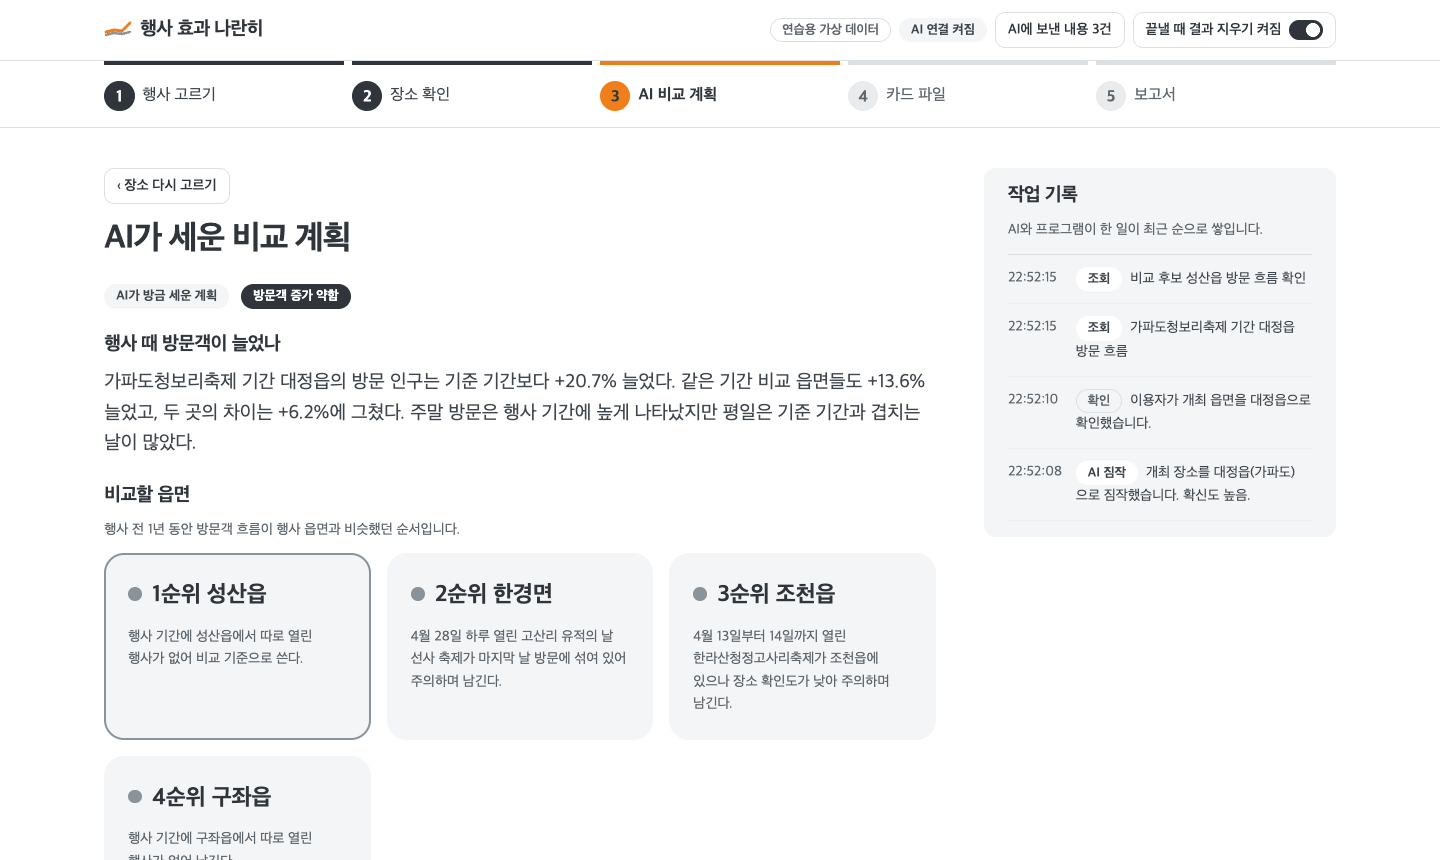 행사 효과 나란히
연습용 가상 데이터
AI 연결 켜짐
AI에 보낸 내용 3건
끝낼 때 결과 지우기 켜짐
1 행사 고르기
2 장소 확인
3 AI 비교 계획
4 카드 파일
5 보고서
‹ 장소 다시 고르기
AI가 세운 비교 계획
AI가 방금 세운 계획
방문객 증가 약함
행사 때 방문객이 늘었나
가파도청보리축제 기간 대정읍의 방문 인구는 기준 기간보다 +20.7% 늘었다. 같은 기간 비교 읍면들도 +13.6%
늘었고, 두 곳의 차이는 +6.2%에 그쳤다. 주말 방문은 행사 기간에 높게 나타났지만 평일은 기준 기간과 겹치는
날이 많았다.
비교할 읍면
행사 전 1년 동안 방문객 흐름이 행사 읍면과 비슷했던 순서입니다.
1순위 성산읍
행사 기간에 성산읍에서 따로 열린
행사가 없어 비교 기준으로 쓴다.
2순위 한경면
4월 28일 하루 열린 고산리 유적의 날
선사 축제가 마지막 날 방문에 섞여 있어
주의하며 남긴다.
3순위 조천읍
4월 13일부터 14일까지 열린
한라산청정고사리축제가 조천읍에
있으나 장소 확인도가 낮아 주의하며
남긴다.
4순위 구좌읍
행사 기간에 구좌읍에서 따로 열린
행사가 없어 남긴다.
작업 기록
AI와 프로그램이 한 일이 최근 순으로 쌓입니다.
22:52:15 조회 비교 후보 성산읍 방문 흐름 확인
22:52:15 조회 가파도청보리축제 기간 대정읍
방문 흐름
22:52:10 확인 이용자가 개최 읍면을 대정읍으로
확인했습니다.
22:52:08 AI 짐작 개최 장소를 대정읍(가파도)
으로 짐작했습니다. 확신도 높음.